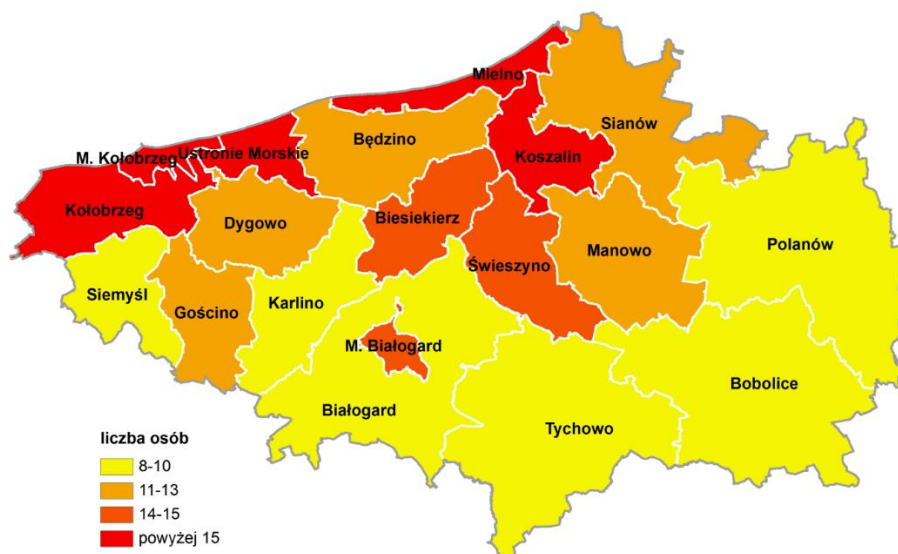 Mielno
Sianów
Będzino
Koszalin
M. Kołobrzeg
Ustronie Morskie
Kołobrzeg
Dygowo
Biesiekierz
Świeszyno
Manowo
Polanów
Siemyśl
Gościno
Karlino
M. Białogard
Białogard
Tychowo
Bobolice
liczba osób
8-10
11-13
14-15
powyżej 15